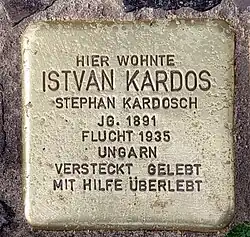 HIER WOHNTE
ISTVAN KARDOS
STEPHAN KARDOSCH
JG. 1891
FLUCHT 1935
UNGARN
VERSTECKT GELEBT
MIT HILFE ÜBERLEBT